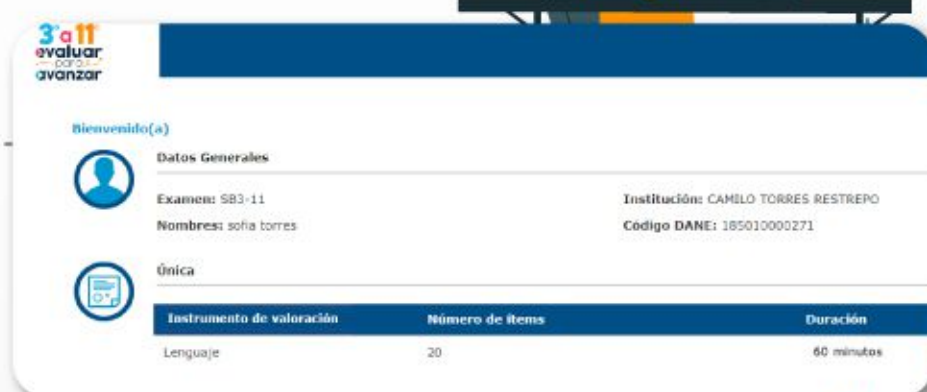 3°a 11°
evaluar
para
avanzar
Bienvenido(a)
Datos Generales
Examen: SB3-11
Institución: CAMILO TORRES RESTREPO
Nombres: sofia torres
Código DANE: 185010000271
Única
Instrumento de valoración Número de ítems Duración
Lenguaje 20 60 minutos